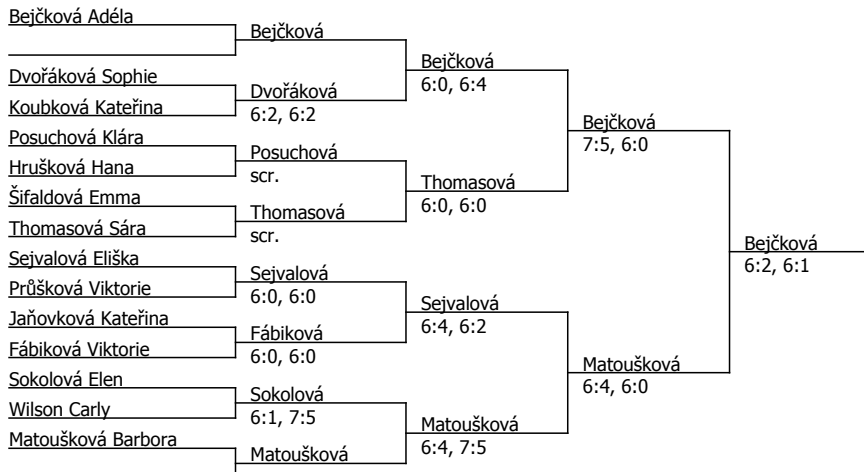 Bejčková Adéla
Bejčková
Bejčková
6:0, 6:4
Dvořáková Sophie
Dvořáková
6:2, 6:2
Koubková Kateřina
Bejčková
7:5, 6:0
Posuchová Klára
Posuchová
scr.
Hrušková Hana
Thomasová
6:0, 6:0
Šifaldová Emma
Thomasová
scr.
Thomasová Sára
Bejčková
6:2, 6:1
Sejvalová Eliška
Sejvalová
6:0, 6:0
Průšková Viktorie
Sejvalová
6:4, 6:2
Jaňovková Kateřina
Fábiková
6:0, 6:0
Fábiková Viktorie
Matoušková
6:4, 6:0
Sokolová Elen
Sokolová
6:1, 7:5
Wilson Carly
Matoušková
6:4, 7:5
Matoušková Barbora
Matoušková